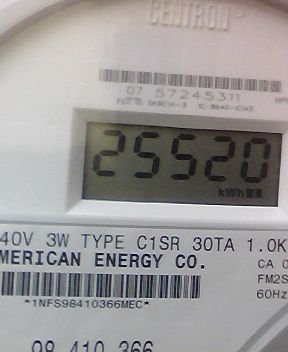 CENTRON®
07 57245311
25520
kWh
40V 3W TYPE C1SR 30TA 1.0K
MERICAN ENERGY CO.
CA 0
FM2S
60Hz
*1NFS98410366MEC*
98 410 366